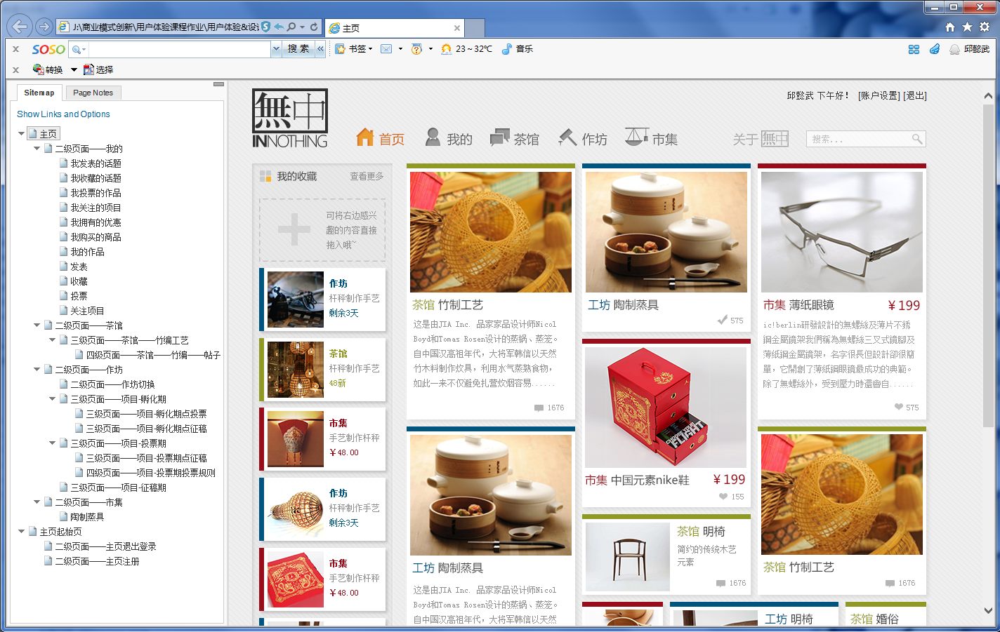 J:\商业模式创新\用户体验课程作业\用户体验&设
主页
SOSO
搜 索
书签
23～32℃
音乐
邱懿武
转换
选择
Sitemap
Page Notes
Show Links and Options
主页
二级页面——我的
我发表的话题
我收藏的话题
我投票的作品
我关注的项目
我拥有的优惠
我购买的商品
我的作品
发表
收藏
投票
关注项目
二级页面——茶馆
三级页面——茶馆——竹编工艺
四级页面——茶馆——竹编——帖子
二级页面——作坊
二级页面——作坊切换
三级页面——项目-孵化期
三级页面——项目-孵化期点投票
三级页面——项目-孵化期点征稿
三级页面——项目-投票期
三级页面——项目-投票期点征稿
四级页面——项目-投票期投票规则
三级页面——项目-征稿期
二级页面——市集
陶制蒸具
主页起始页
二级页面——主页退出登录
二级页面——主页注册
無中
INNOTHING
邱懿武 下午好！ [账户设置] [退出]
首页
我的
茶馆
作坊
市集
关于 無中
搜索...
我的收藏
查看更多
可将右边感兴
趣的内容直接
拖入哦~
作坊
杆秤制作手艺
剩余3天
茶馆
杆秤制作手艺
48新
市集
手艺制作杆秤
￥48.00
作坊
杆秤制作手艺
剩余3天
市集
手艺制作杆秤
￥48.00
茶馆 竹制工艺
这是由JIA Inc. 品家家品设计师Nicol
Boyd和Tomas Rosen设计的蒸锅、蒸笼。
自中国汉高祖年代，大将军韩信以天然
竹木料制作炊具，利用水气蒸熟食物，
如此一来不仅避免扎营炊烟容易......
1676
工坊 陶制蒸具
这是由JIA Inc. 品家家品设计师Nicol
Boyd和Tomas Rosen设计的蒸锅、蒸笼。
自中国汉高祖年代，大将军韩信以天然
工坊 陶制蒸具
575
CHOOSE YOUR
FLIGHT
市集 中国元素nike鞋
￥199
155
茶馆 明椅
简约的传统木艺
元素
1676
市集 薄纸眼镜
￥199
ic!berlin研發設計的無螺絲及薄片不銹
鋼金屬鏡架我們稱為無螺絲三叉式鏡腳及
薄纸鋼金屬鏡架，名字很長但設計卻很簡
單，它開創了薄纸鋼眼鏡最成功的典範。
除了無螺絲外，受到壓力時還會自......
575
茶馆 竹制工艺
1676
工坊 明椅
茶馆 婚俗